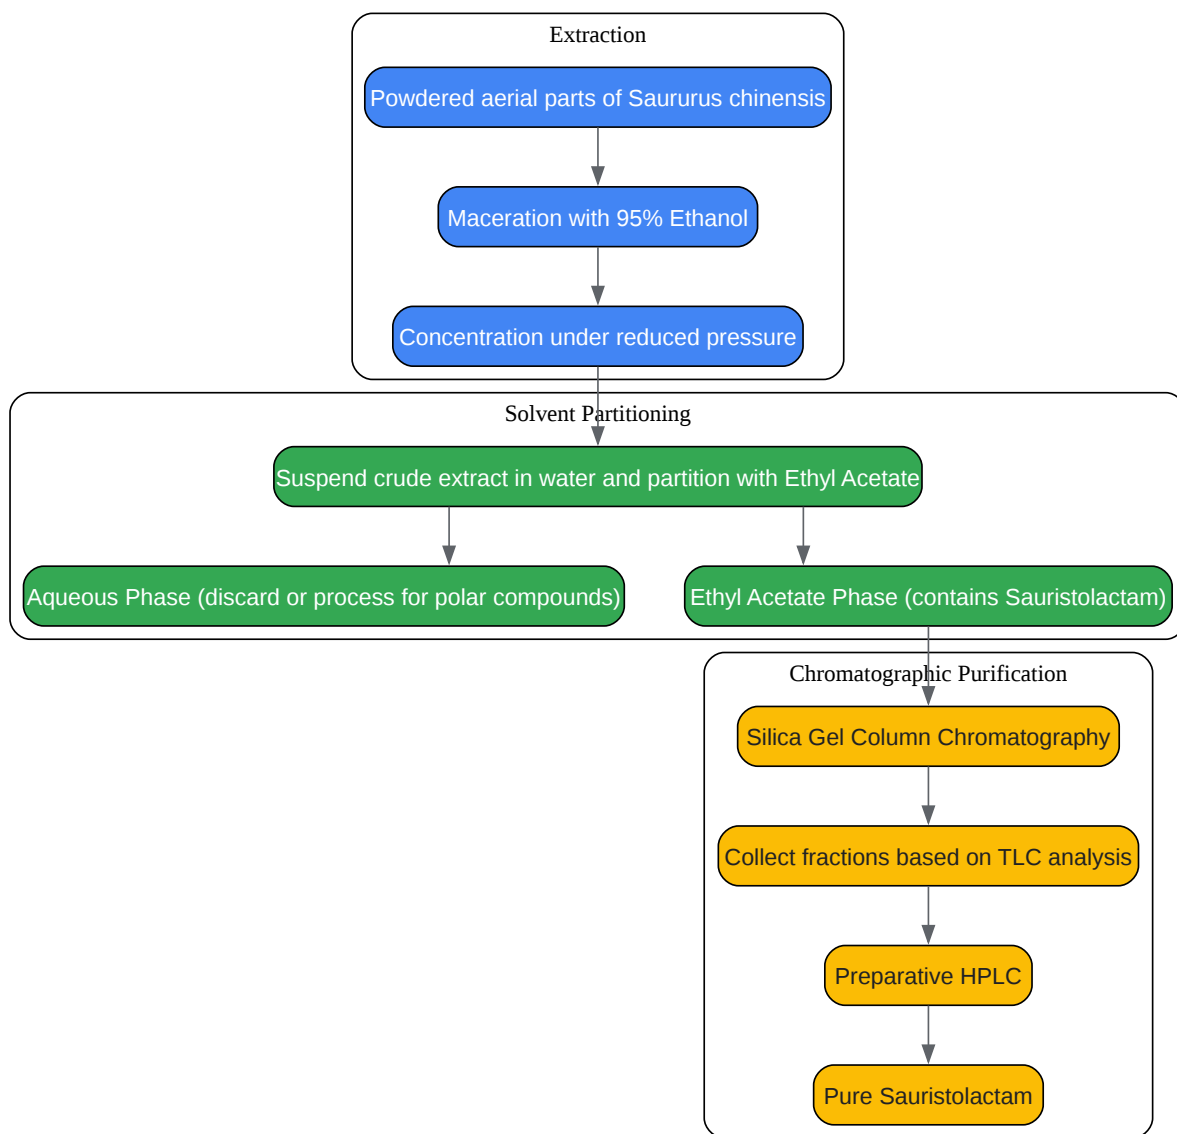 Extraction
Powdered aerial parts of Saururus chinensis
Maceration with 95% Ethanol
Concentration under reduced pressure
Solvent Partitioning
Suspend crude extract in water and partition with Ethyl Acetate
Aqueous Phase (discard or process for polar compounds)
Ethyl Acetate Phase (contains Sauristolactam)
Chromatographic Purification
Silica Gel Column Chromatography
Collect fractions based on TLC analysis
Preparative HPLC
Pure Sauristolactam